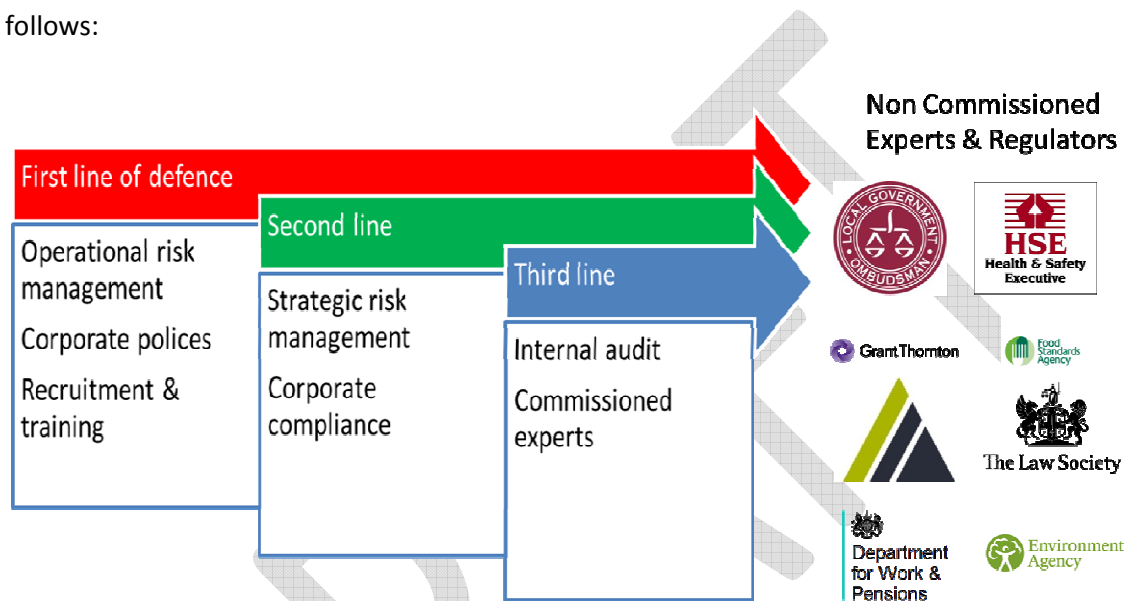 follows:
Non Commissioned
Experts & Regulators
First line of defence
Operational risk
management
Corporate polices
Recruitment &
training
Second line
Strategic risk
management
Corporate
compliance
Third line
Internal audit
Commissioned
experts
LOCAL GOVERNMENT
OMBUDSMAN
HSE
Health & Safety
Executive
Grant Thornton
Food
Standards
Agency
The Law Society
Department
for Work &
Pensions
Environment
Agency